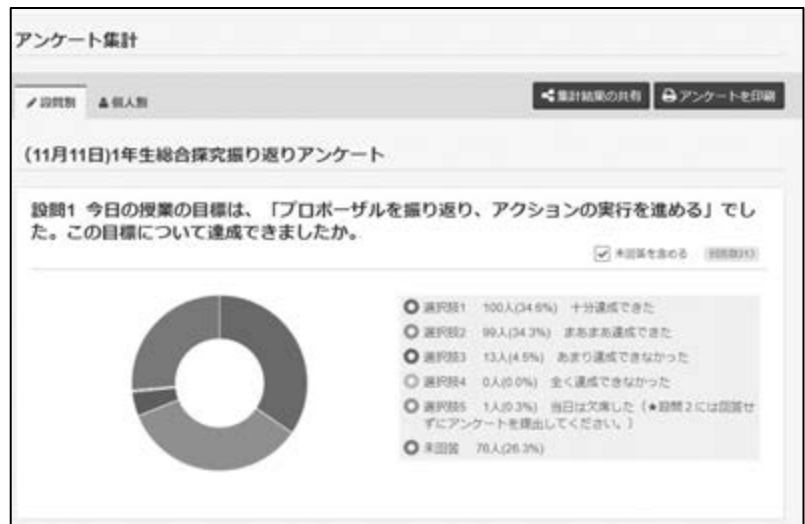 アンケート集計
設問別 個人別 集計結果の共有 アンケートを印刷
(11月11日)1年生総合探究振り返りアンケート
設問1 今日の授業の目標は、「プロポーザルを振り返り、アクションの実行を進める」でし
た。この目標について達成できましたか。
未回答を含める 回答数213
選択肢1 100人(34.6%) 十分達成できた
選択肢2 99人(34.3%) まあまあ達成できた
選択肢3 13人(4.5%) あまり達成できなかった
選択肢4 0人(0.0%) 全く達成できなかった
選択肢5 1人(0.3%) 当日は欠席した(★設問2には回答せ
ずにアンケートを提出してください。)
未回答 76人(26.3%)